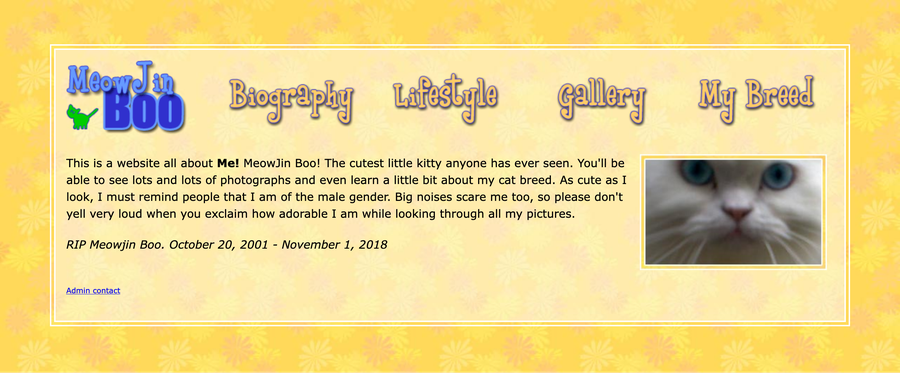 MeowJin
BOO
Biography
Lifestyle
Gallery
My Breed
This is a website all about Me! MeowJin Boo! The cutest little kitty anyone has ever seen. You'll be
able to see lots and lots of photographs and even learn a little bit about my cat breed. As cute as I
look, I must remind people that I am of the male gender. Big noises scare me too, so please don't
yell very loud when you exclaim how adorable I am while looking through all my pictures.
RIP Meowjin Boo. October 20, 2001 - November 1, 2018
Admin contact